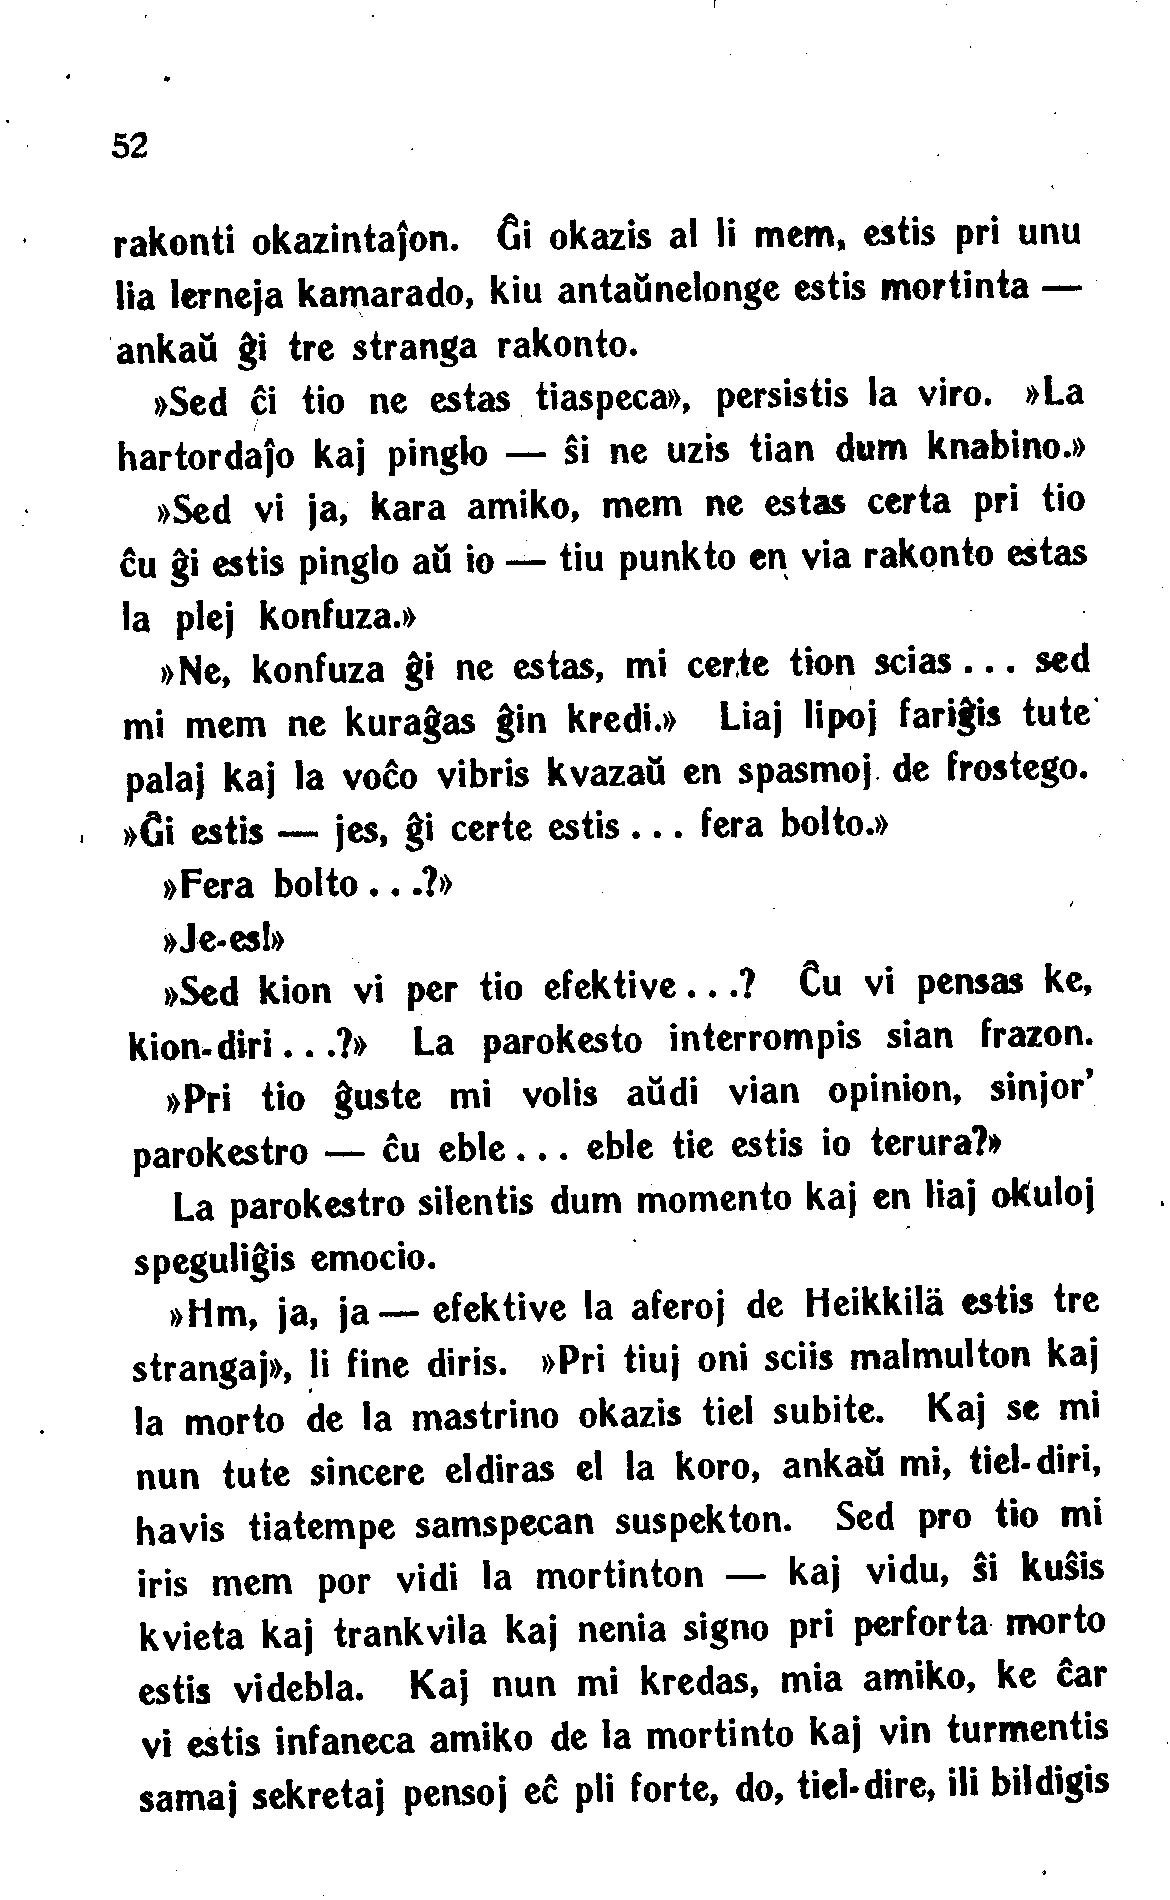 52
rakonti okazintaĵon. Ĝi okazis al li mem, estis pri unu
lia lerneja kamarado, kiu antaŭnelonge estis mortinta —
ankaŭ ĝi tre stranga rakonto.
»Sed ĉi tio ne estas tiaspeca», persistis la viro. »La
hartordaĵo kaj pinglo — ŝi ne uzis tian dum knabino.»
»Sed vi ja, kara amiko, mem ne estas certa pri tio
ĉu ĝi estis pinglo aŭ io — tiu punkto en via rakonto estas
la plej konfuza.»
»Ne, konfuza ĝi ne estas, mi certe tion scias . . . sed
mi mem ne kuraĝas ĝin kredi.» Liaj lipoj fariĝis tute
palaj kaj la voĉo vibris kvazaŭ en spasmoj de frostego.
»Ĝi estis — jes, ĝi certe estis . . . fera bolto.»
»Fera bolto . . .?»
»Je-es!»
»Sed kion vi per tio efektive . . .? Ĉu vi pensas ke,
kion-diri . . .?» La parokesto interrompis sian frazon.
»Pri tio ĝuste mi volis aŭdi vian opinion, sinjor'
parokestro — ĉu eble . . . eble tie estis io terura?»
La parokestro silentis dum momento kaj en liaj okuloj
speguliĝis emocio.
»Hm, ja, ja — efektive la aferoj de Heikkilä estis tre
strangaj», li fine diris. »Pri tiuj oni sciis malmulton kaj
la morto de la mastrino okazis tiel subite. Kaj se mi
nun tute sincere eldiras el la koro, ankaŭ mi, tiel-diri,
havis tiatempe samspecan suspekton. Sed pro tio mi
iris mem por vidi la mortinton — kaj vidu, ŝi kuŝis
kvieta kaj trankvila kaj nenia signo pri perforta morto
estis videbla. Kaj nun mi kredas, mia amiko, ke ĉar
vi estis infaneca amiko de la mortinto kaj vin turmentis
samaj sekretaj pensoj eĉ pli forte, do, tiel-dire, ili bildigis